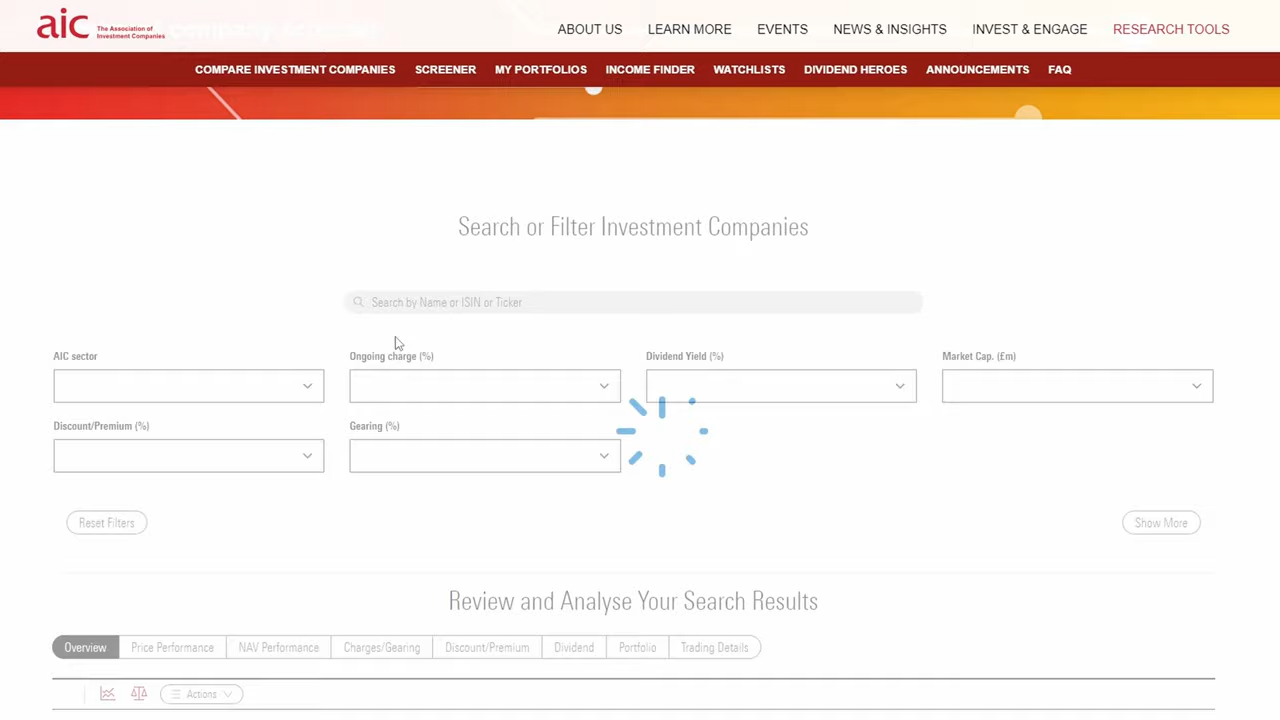 aic The Association of
Investment Companies
ABOUT US LEARN MORE EVENTS NEWS & INSIGHTS INVEST & ENGAGE RESEARCH TOOLS
COMPARE INVESTMENT COMPANIES SCREENER MY PORTFOLIOS INCOME FINDER WATCHLISTS DIVIDEND HEROES ANNOUNCEMENTS FAQ
Search or Filter Investment Companies
Search by Name or ISIN or Ticker
AIC sector Ongoing charge (%) Dividend Yield (%) Market Cap. (£m)
Discount/Premium (%) Gearing (%)
Reset Filters Show More
Review and Analyse Your Search Results
Overview Price Performance NAV Performance Charges/Gearing Discount/Premium Dividend Portfolio Trading Details
Actions